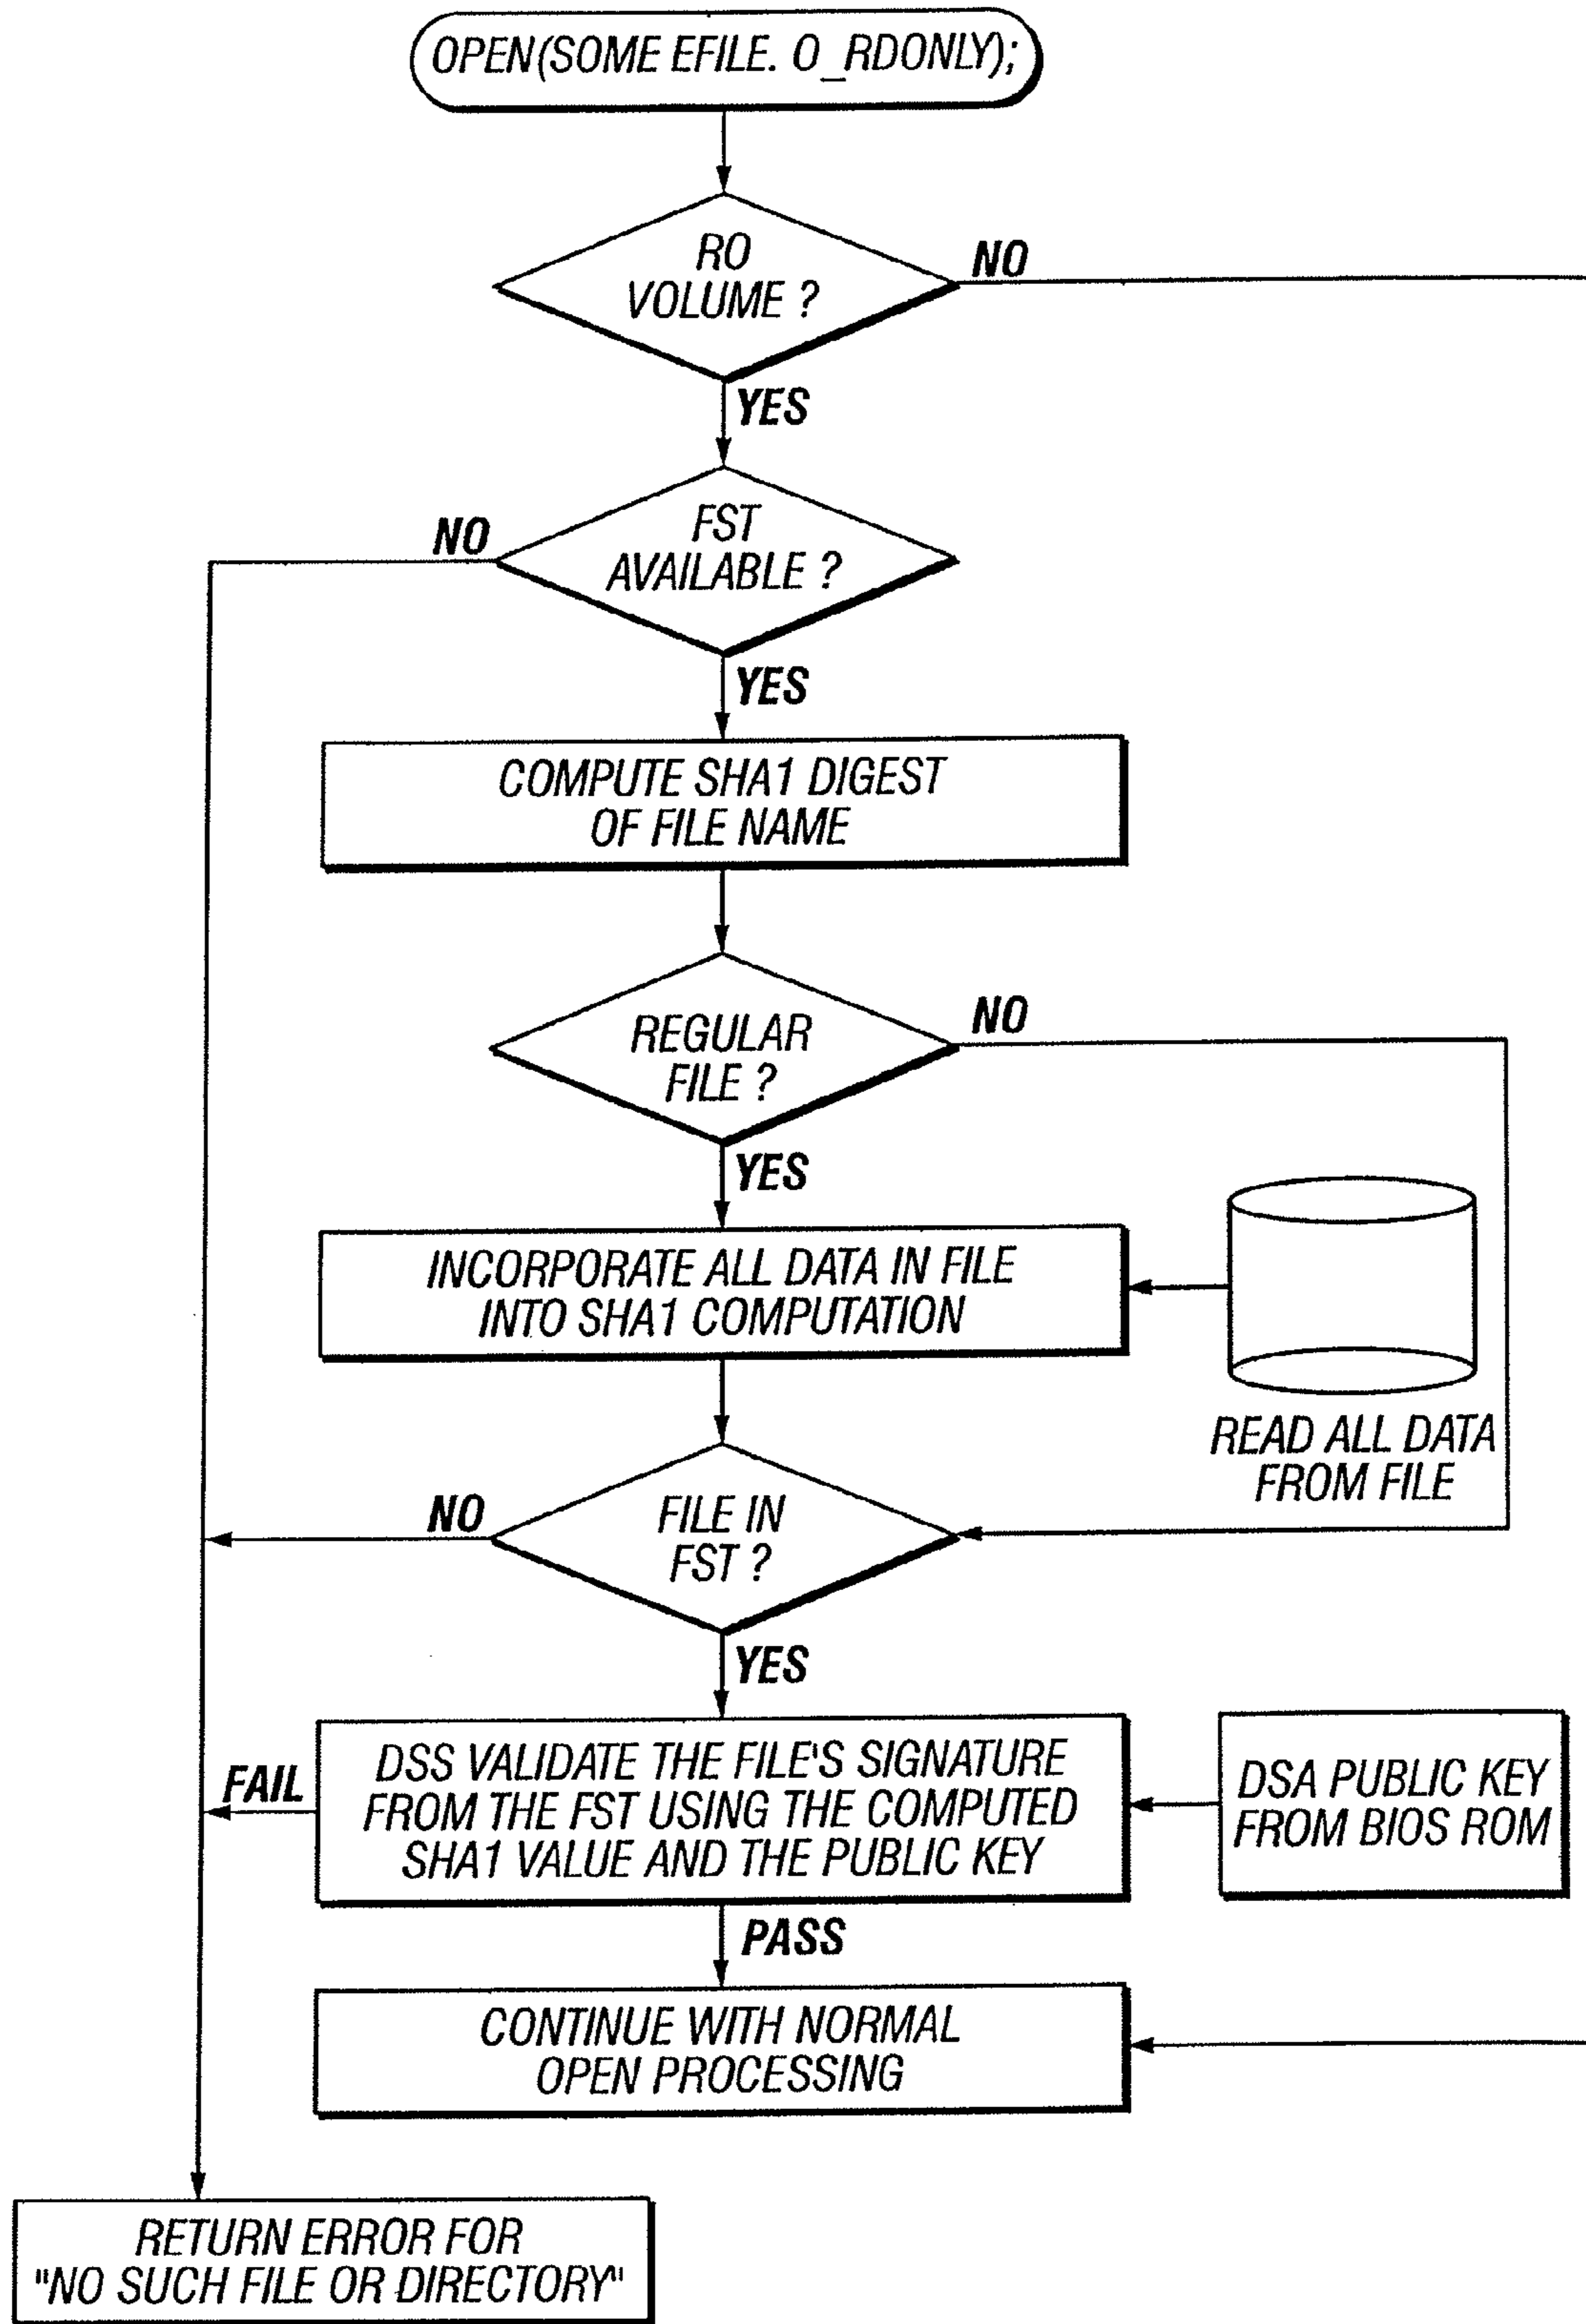 OPEN(SOME EFILE. O_RDONLY);
RO
VOLUME ?
NO
YES
FST
AVAILABLE ?
NO
YES
COMPUTE SHA1 DIGEST
OF FILE NAME
REGULAR
FILE ?
NO
YES
INCORPORATE ALL DATA IN FILE
INTO SHA1 COMPUTATION
READ ALL DATA
FROM FILE
FILE IN
FST ?
NO
YES
DSS VALIDATE THE FILE'S SIGNATURE
FROM THE FST USING THE COMPUTED
SHA1 VALUE AND THE PUBLIC KEY
FAIL
DSA PUBLIC KEY
FROM BIOS ROM
PASS
CONTINUE WITH NORMAL
OPEN PROCESSING
RETURN ERROR FOR
"NO SUCH FILE OR DIRECTORY"